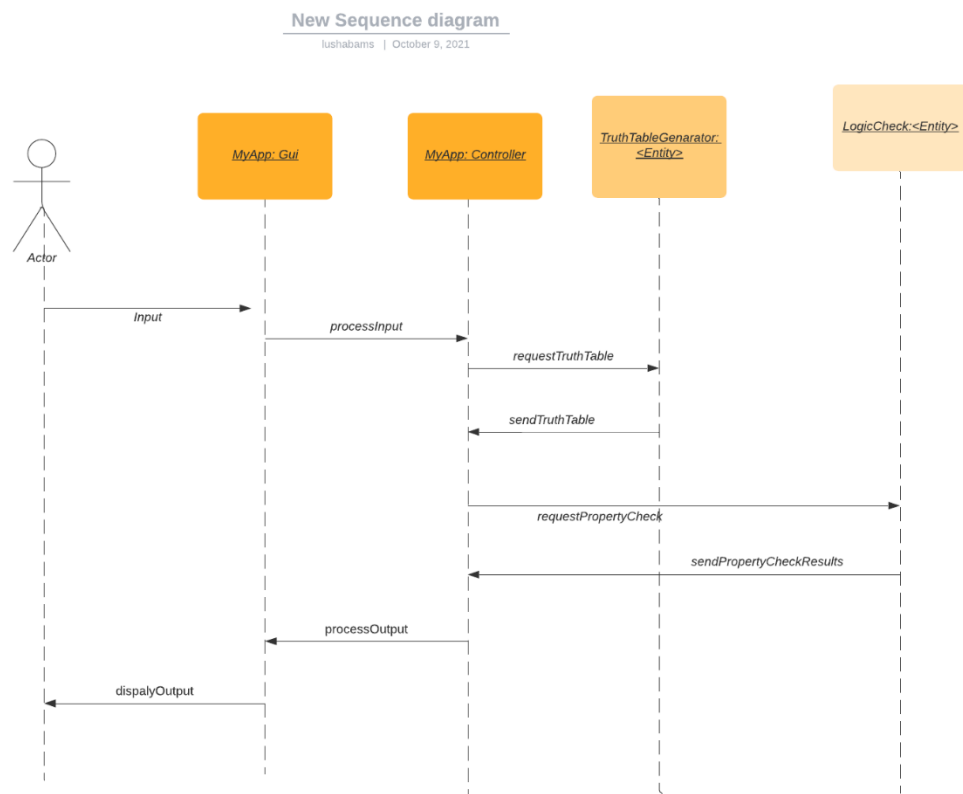 New Sequence diagram
lushabams | October 9, 2021
MyApp: Gui
MyApp: Controller
TruthTableGenarator:
<Entity>
LogicCheck:<Entity>
Actor
Input
processInput
requestTruthTable
sendTruthTable
requestPropertyCheck
sendPropertyCheckResults
processOutput
dispalyOutput